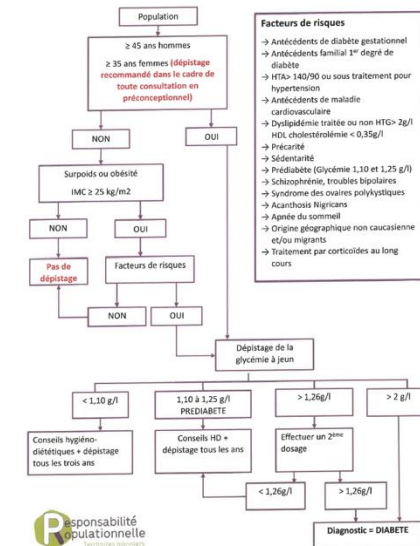 Population
≥ 45 ans hommes
≥ 35 ans femmes (dépistage
recommandé dans le cadre de
toute consultation en
préconceptionnel)
NON
OUI
Surpoids ou obésité
IMC ≥ 25 kg/m2
NON
OUI
Pas de
dépistage
Facteurs de risques
NON
OUI
Facteurs de risques
→ Antécédents de diabète gestationnel
→ Antécédents familial 1er degré de
diabète
→ HTA> 140/90 ou sous traitement pour
hypertension
→ Antécédents de maladie
cardiovasculaire
→ Dyslipidémie traitée ou non HTG> 2g/l
HDL cholestérolémie < 0,35g/l
→ Précarité
→ Sédentarité
→ Prédiabète (Glycémie 1,10 et 1,25 g/l)
→ Schizophrénie, troubles bipolaires
→ Syndrome des ovaires polykystiques
→ Acanthosis Nigricans
→ Apnée du sommeil
→ Origine géographique non caucasienne
et/ou migrants
→ Traitement par corticoïdes au long
cours
Dépistage de la
glycémie à jeun
< 1,10 g/l
1,10 à 1,25 g/l
PREDIABETE
> 1,26g/l
> 2 g/l
Conseils hygiéno-
diététiques + dépistage
tous les trois ans
Conseils HD +
dépistage tous les ans
Effectuer un 2ème
dosage
< 1,26g/l
> 1,26g/l
Diagnostic = DIABETE
Responsabilité
Populationnelle